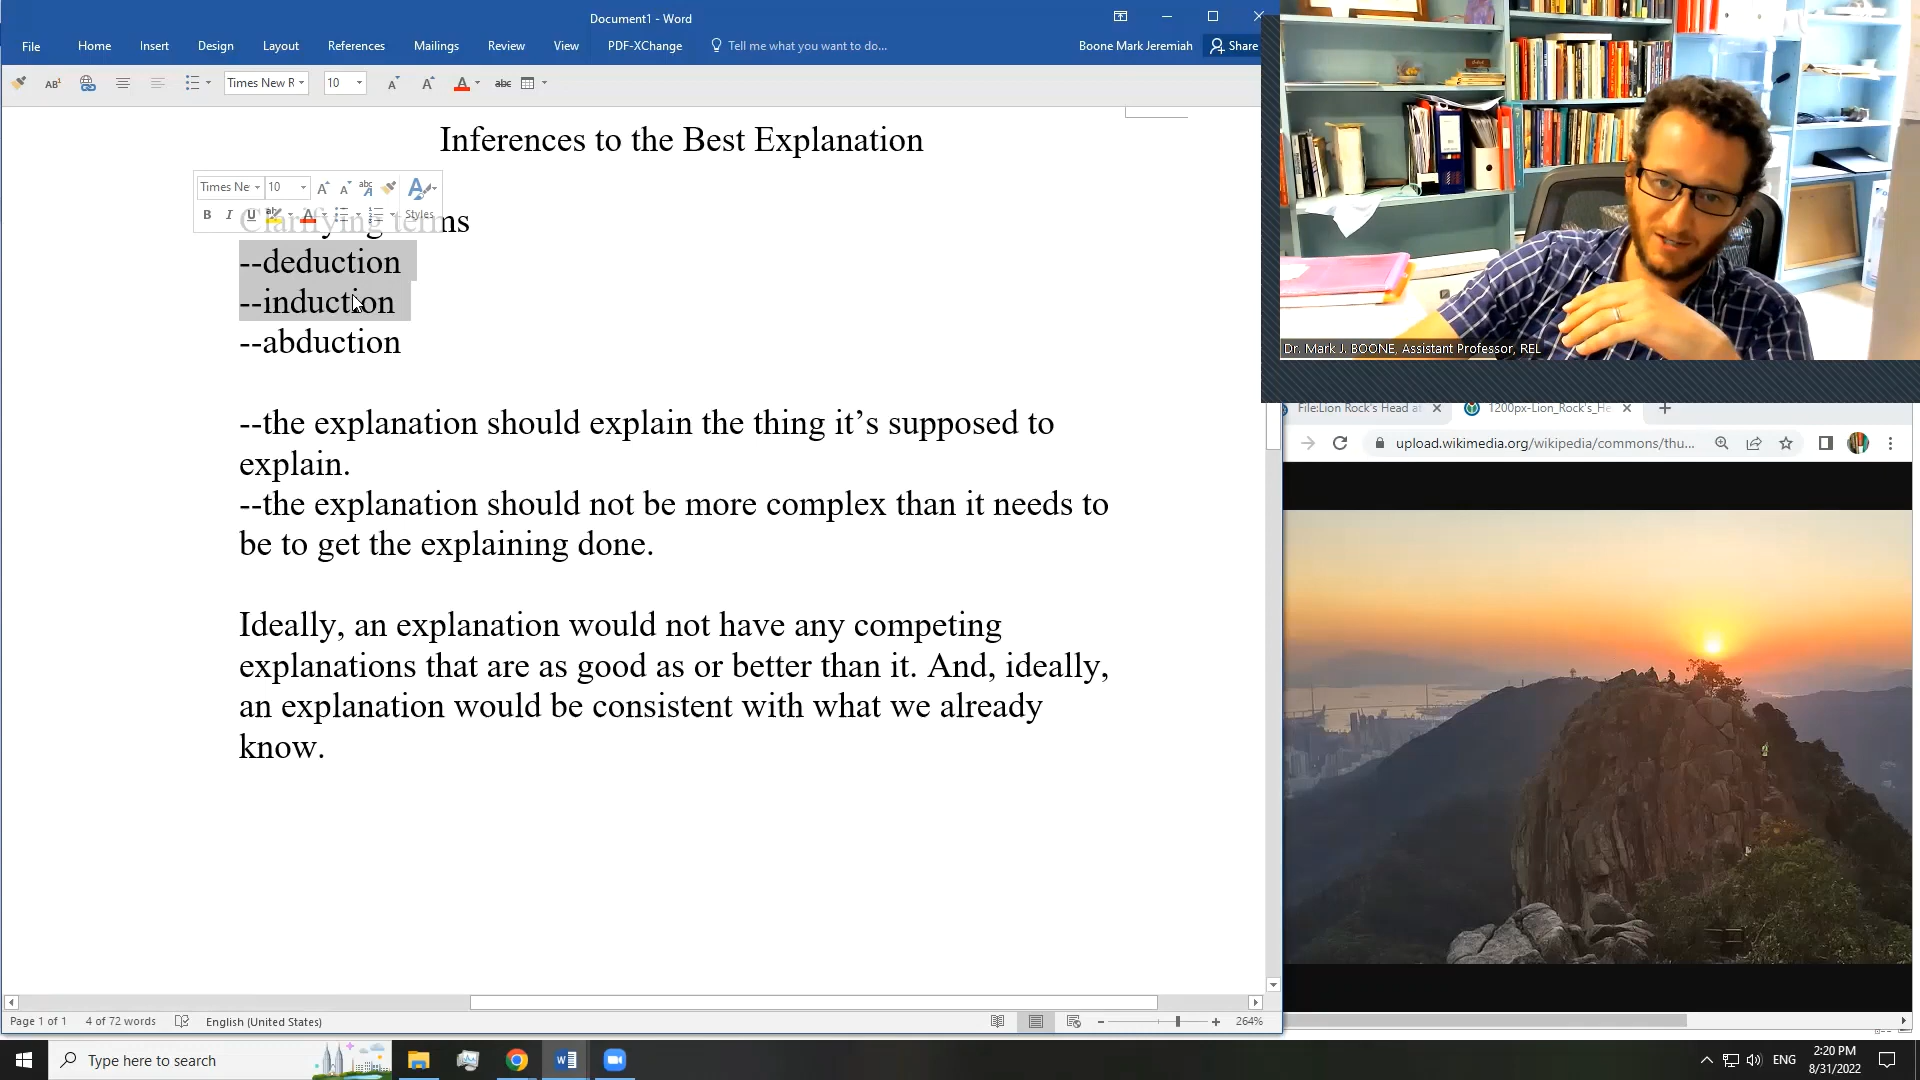 Document1 - Word
File Home Insert Design Layout References Mailings Review View PDF-XChange Tell me what you want to do... Boone Mark Jeremiah Share
AB¹ Times New R 10 A A A abc
Inferences to the Best Explanation
Times Ne 10 A A abc A A
B I U ab A Styles
Clarifying terms
--deduction
--induction
--abduction
--the explanation should explain the thing it’s supposed to
explain.
--the explanation should not be more complex than it needs to
be to get the explaining done.
Ideally, an explanation would not have any competing
explanations that are as good as or better than it. And, ideally,
an explanation would be consistent with what we already
know.
Page 1 of 1 4 of 72 words English (United States) 264%
Dr. Mark J. BOONE, Assistant Professor, REL
File:Lion Rock's Head at 1200px-Lion_Rock's_He
upload.wikimedia.org/wikipedia/commons/thu...
Type here to search
ENG
2:20 PM
8/31/2022